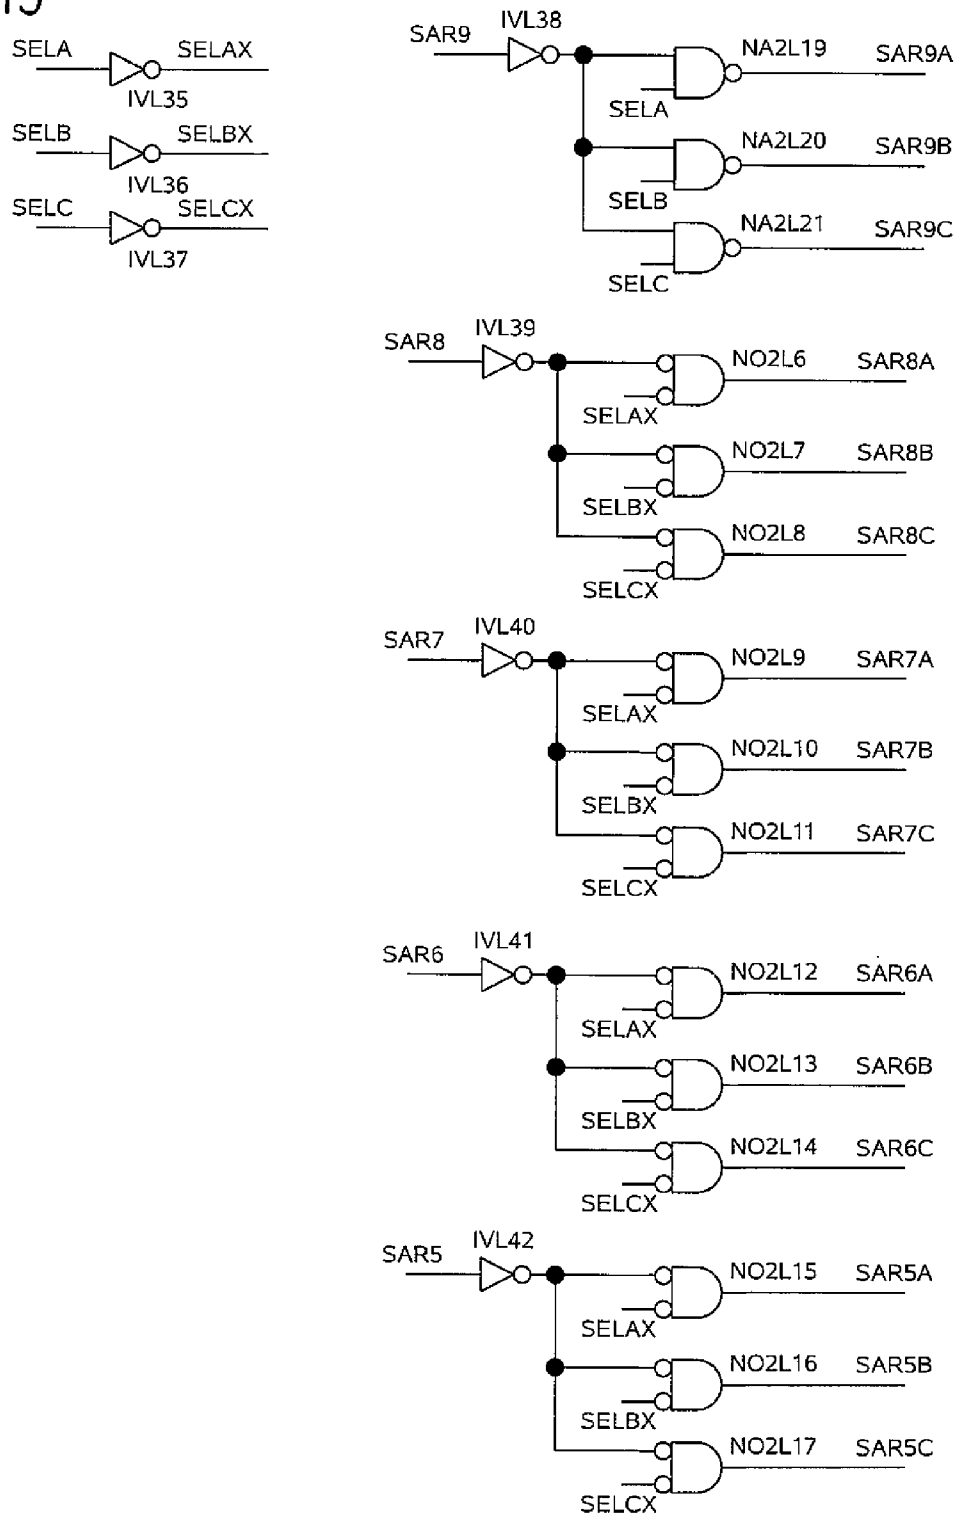 SELA SELAX
IVL35
SELB SELBX
IVL36
SELC SELCX
IVL37
SAR9 IVL38 NA2L19 SAR9A
SELA
NA2L20 SAR9B
SELB
NA2L21 SAR9C
SELC
SAR8 IVL39 NO2L6 SAR8A
SELAX
NO2L7 SAR8B
SELBX
NO2L8 SAR8C
SELCX
SAR7 IVL40 NO2L9 SAR7A
SELAX
NO2L10 SAR7B
SELBX
NO2L11 SAR7C
SELCX
SAR6 IVL41 NO2L12 SAR6A
SELAX
NO2L13 SAR6B
SELBX
NO2L14 SAR6C
SELCX
SAR5 IVL42 NO2L15 SAR5A
SELAX
NO2L16 SAR5B
SELBX
NO2L17 SAR5C
SELCX